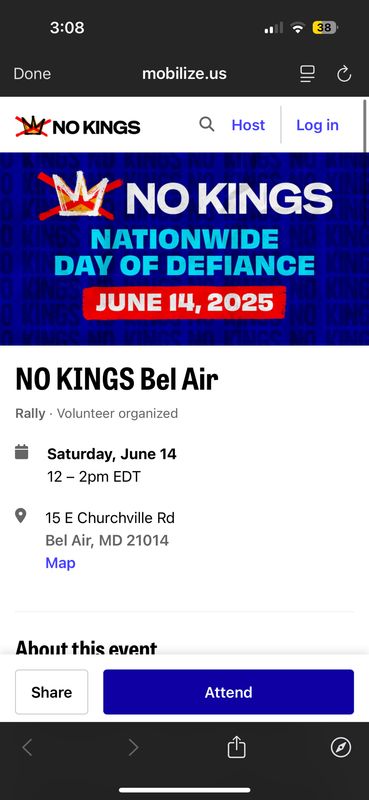 3:08
38
Done
mobilize.us
NO KINGS
Host
Log in
NO KINGS
NATIONWIDE
DAY OF DEFIANCE
JUNE 14, 2025
NO KINGS Bel Air
Rally · Volunteer organized
Saturday, June 14
12 – 2pm EDT
15 E Churchville Rd
Bel Air, MD 21014
Map
About this event
Share
Attend